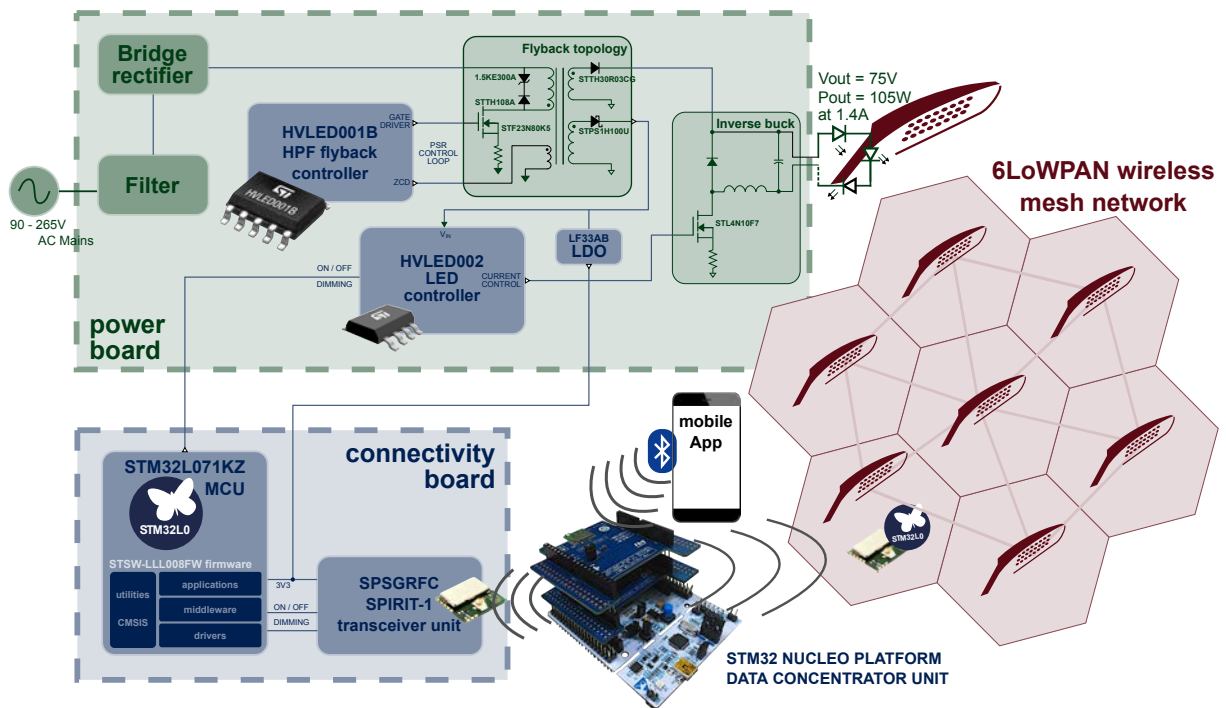 Bridge
rectifier
Filter
90 - 265V
AC Mains
HVLED001B
HPF flyback
controller
GATE
DRIVER
PSR
CONTROL
LOOP
ZCD
HVLED001B
Flyback topology
1.5KE300A
STTH108A
STF23N80K5
STTH30R03CG
STPS1H100U
Inverse buck
STL4N10F7
Vout = 75V
Pout = 105W
at 1.4A
VIN
HVLED002
LED
controller
ON / OFF
DIMMING
CURRENT
CONTROL
LF33AB
LDO
power
board
6LoWPAN wireless
mesh network
connectivity
board
STM32L071KZ
MCU
STM32L0
STSW-LLL008FW firmware
utilities
CMSIS
applications
middleware
drivers
3V3
ON / OFF
DIMMING
SPSGRFC
SPIRIT-1
transceiver unit
mobile
App
STM32L0
STM32 NUCLEO PLATFORM
DATA CONCENTRATOR UNIT